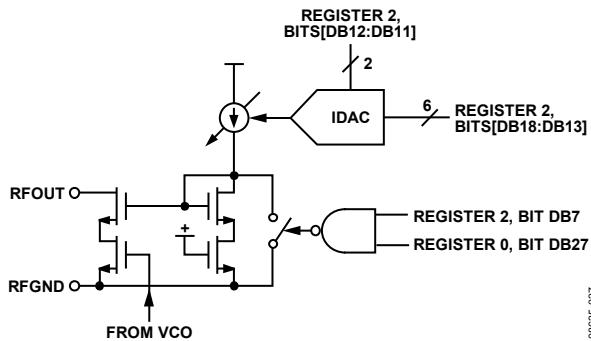 REGISTER 2,
BITS[DB12:DB11]
2
IDAC
6
REGISTER 2,
BITS[DB18:DB13]
RFOUT
+
REGISTER 2, BIT DB7
REGISTER 0, BIT DB27
RFGND
FROM VCO